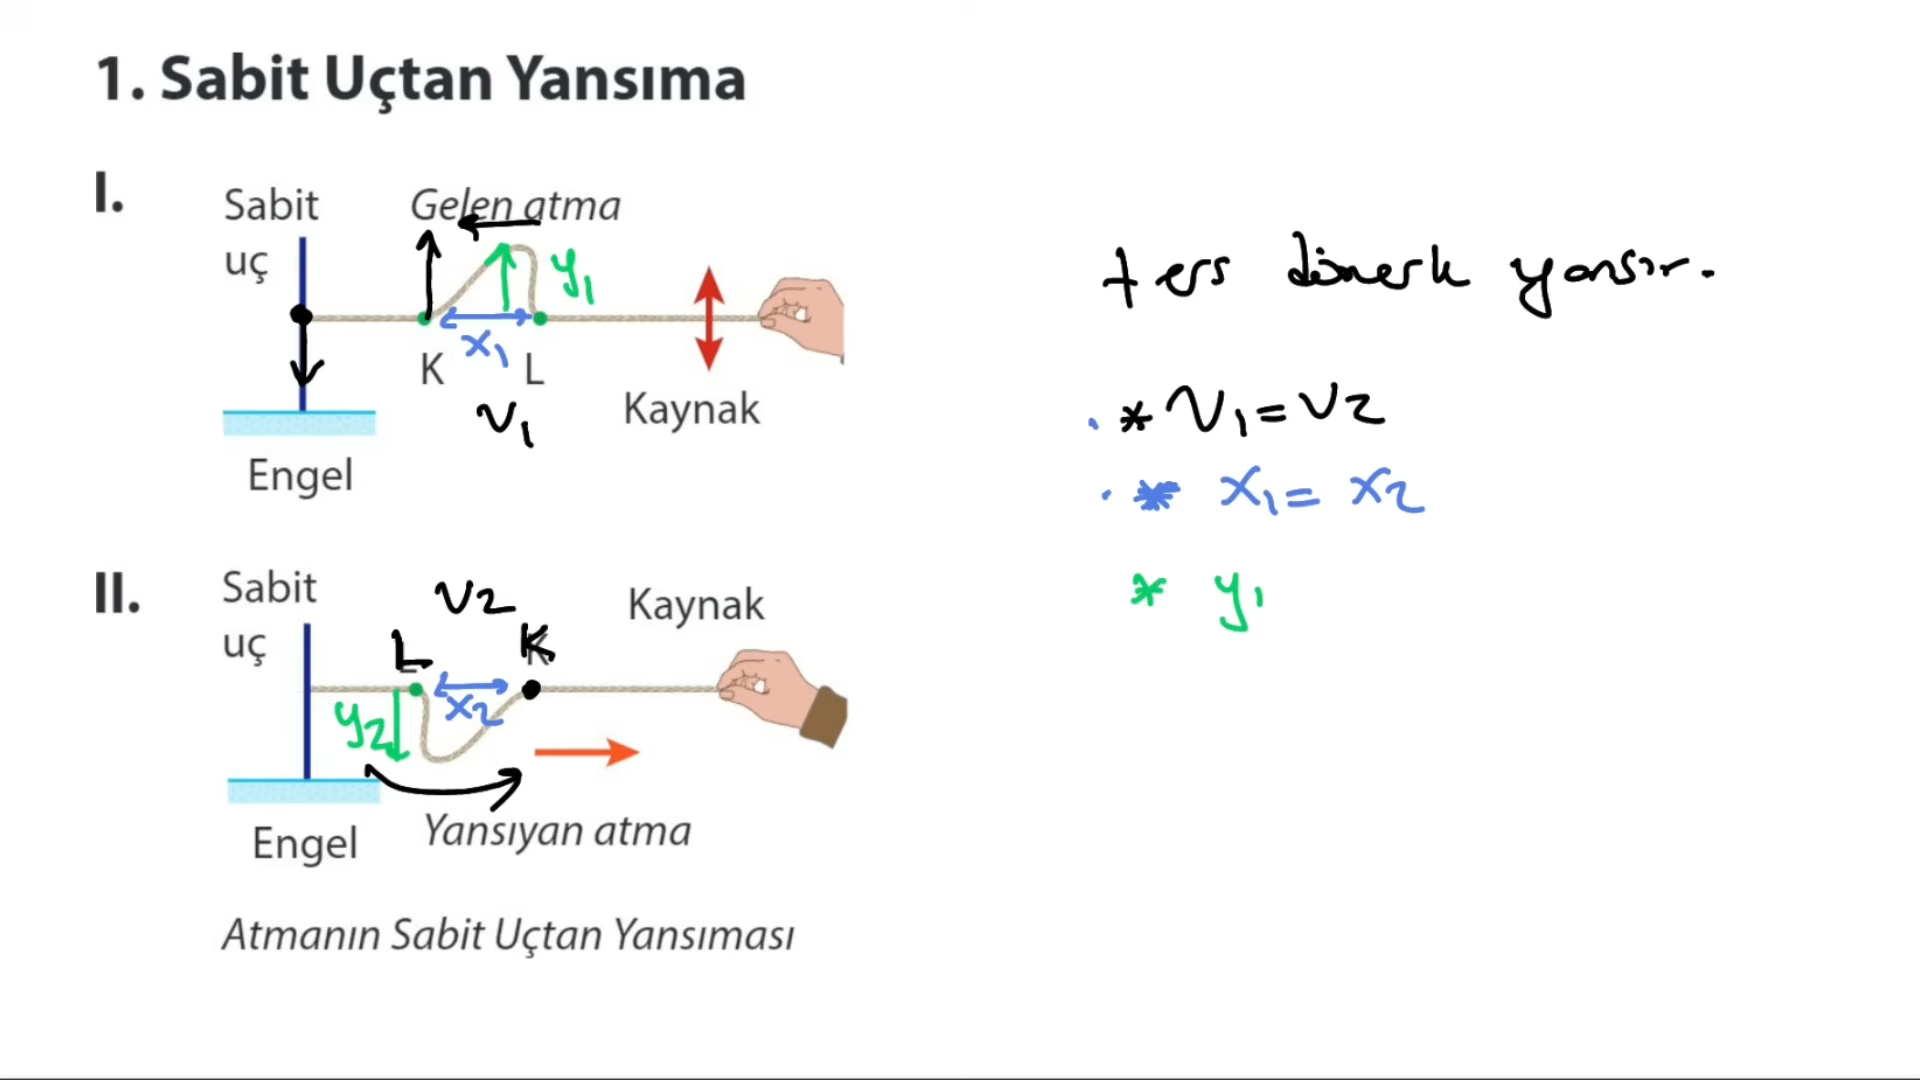 1. Sabit Uçtan Yansıma
I.
Sabit
uç
Gelen atma
y₁
x₁
K
L
V₁
Kaynak
Engel
ters dönerk yansır.
* V₁ = V₂
* x₁ = x₂
* y₁
II.
Sabit
uç
V₂
L
K
Kaynak
y₂
x₂
Engel
Yansıyan atma
Atmanın Sabit Uçtan Yansıması